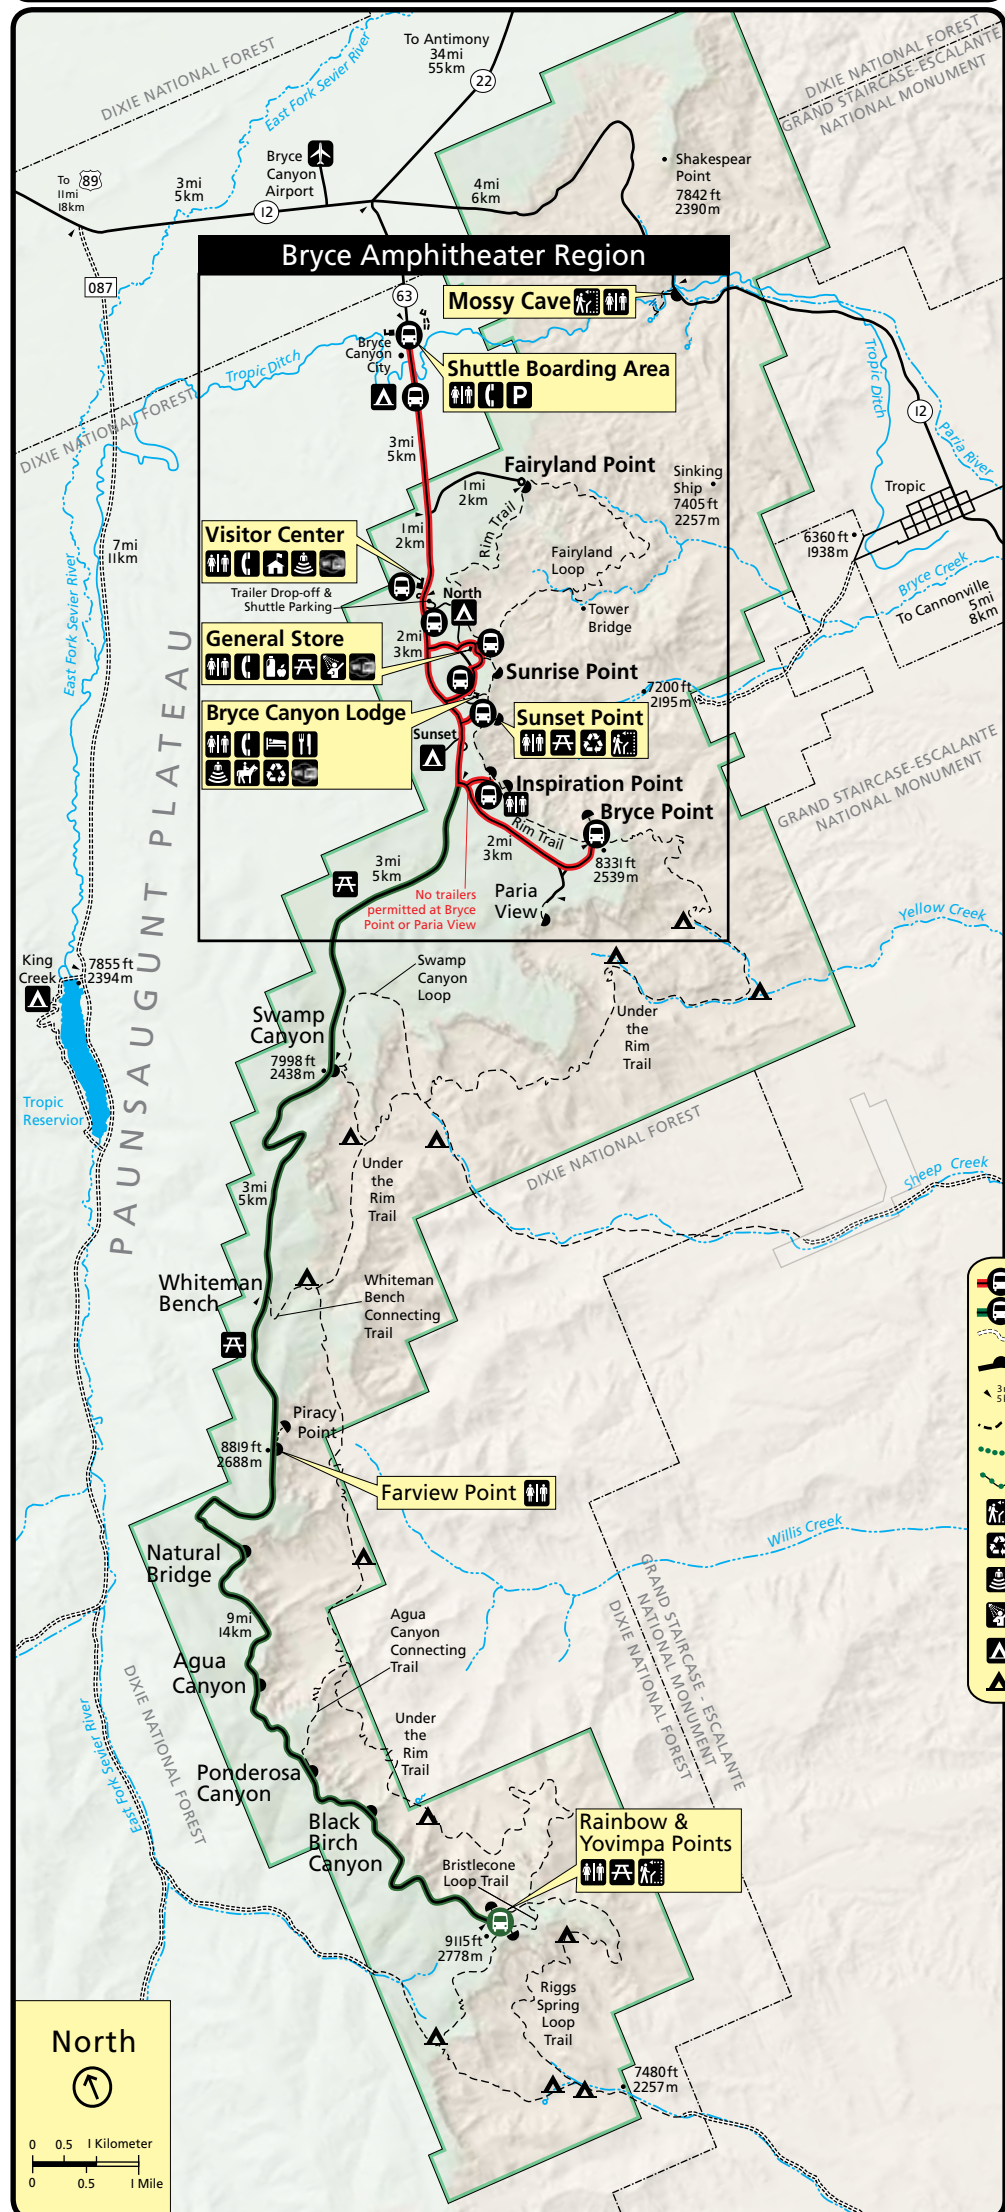 To Antimony
34mi
55km
22
DIXIE NATIONAL FOREST
East Fork Sevier River
DIXIE NATIONAL FOREST
GRAND STAIRCASE-ESCALANTE
NATIONAL MONUMENT
To 89
11mi
18km
3mi
5km
Bryce
Canyon
Airport
12
4mi
6km
Shakespear
Point
7842 ft
2390 m
087
Bryce Amphitheater Region
63
Mossy Cave
Bryce
Canyon
City
Shuttle Boarding Area
P
Tropic Ditch
DIXIE NATIONAL FOREST
3mi
5km
Tropic Ditch
12
Paria River
Fairyland Point
1mi
2km
Sinking
Ship
7405 ft
2257 m
Tropic
6360 ft
1938 m
Rim Trail
Fairyland
Loop
1mi
2km
Visitor Center
Trailer Drop-off &
Shuttle Parking
North
Tower
Bridge
Bryce Creek
To Cannonville
5mi
8km
7mi
11km
East Fork Sevier River
2mi
3km
General Store
Sunrise Point
7200 ft
2195 m
Bryce Canyon Lodge
Sunset Point
Sunset
Inspiration Point
Bryce Point
Rim Trail
2mi
3km
8331 ft
2539 m
GRAND STAIRCASE-ESCALANTE
NATIONAL MONUMENT
3mi
5km
No trailers
permitted at Bryce
Point or Paria View
Paria
View
Yellow Creek
PAUNSAUGUNT PLATEAU
King
Creek
7855 ft
2394 m
Swamp
Canyon
Loop
Swamp
Canyon
7998 ft
2438 m
Under
the
Rim
Trail
Tropic
Reservior
DIXIE NATIONAL FOREST
Sheep Creek
Under
the
Rim
Trail
3mi
5km
Whiteman
Bench
Whiteman
Bench
Connecting
Trail
Piracy
Point
8819 ft
2688 m
Farview Point
Willis Creek
Natural
Bridge
9mi
14km
GRAND STAIRCASE - ESCALANTE
NATIONAL MONUMENT
DIXIE NATIONAL FOREST
Agua
Canyon
Connecting
Trail
Agua
Canyon
DIXIE NATIONAL FOREST
East Fork Sevier River
Under
the
Rim
Trail
Ponderosa
Canyon
Black
Birch
Canyon
Rainbow &
Yovimpa Points
Bristlecone
Loop Trail
9115 ft
2778 m
Riggs
Spring
Loop
Trail
7480 ft
2257 m
North
0 0.5 1 Kilometer
0 0.5 1 Mile